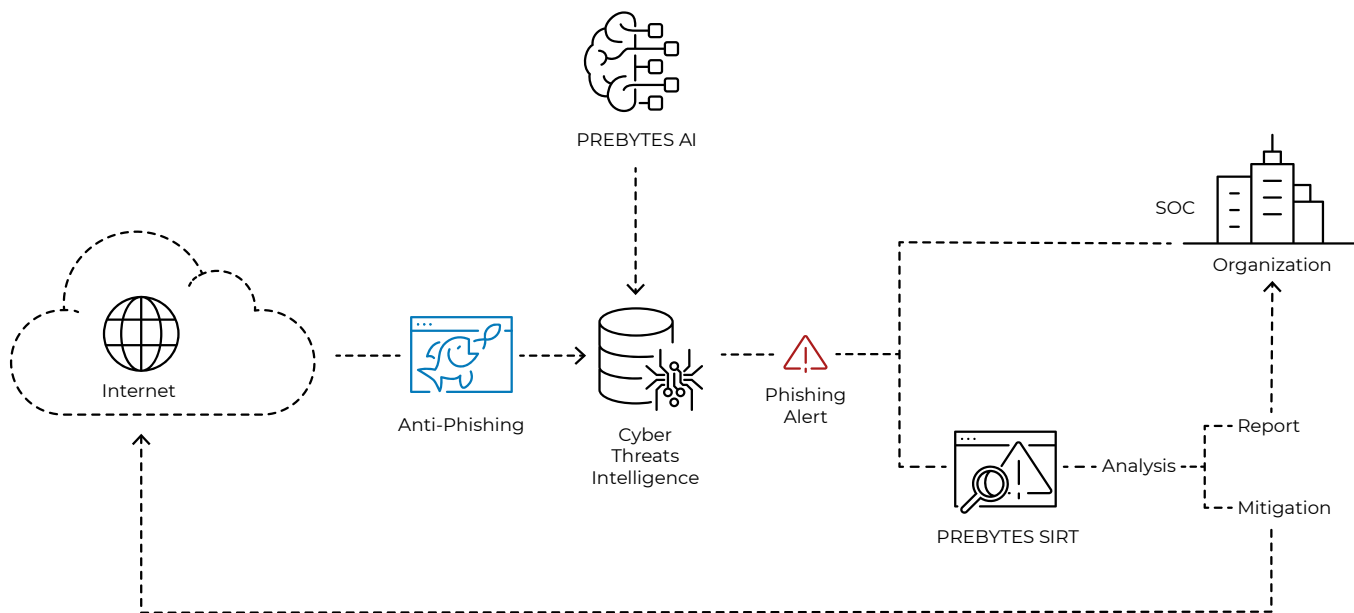 PREBYTES AI
SOC
Organization
Internet
Anti-Phishing
Cyber
Threats
Intelligence
Phishing
Alert
PREBYTES SIRT
Analysis
Report
Mitigation